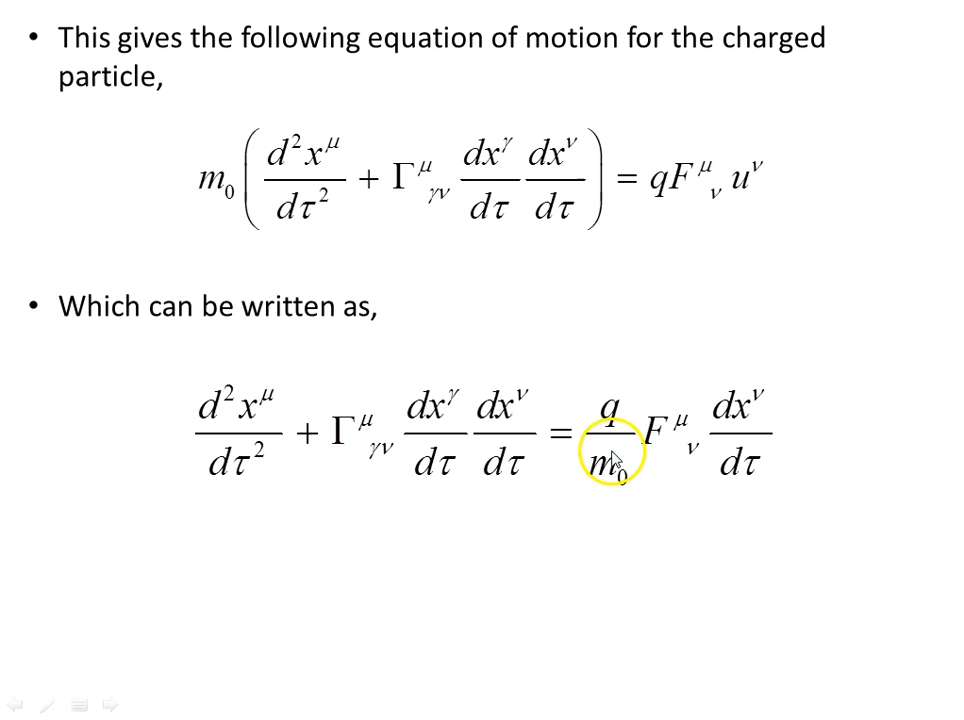 • This gives the following equation of motion for the charged
particle,
m₀ ( d²x^μ / dτ² + Γ^μ_γν dx^γ/dτ dx^ν/dτ ) = qF^μ_ν u^ν
• Which can be written as,
d²x^μ / dτ² + Γ^μ_γν dx^γ/dτ dx^ν/dτ = q/m₀ F^μ_ν dx^ν/dτ